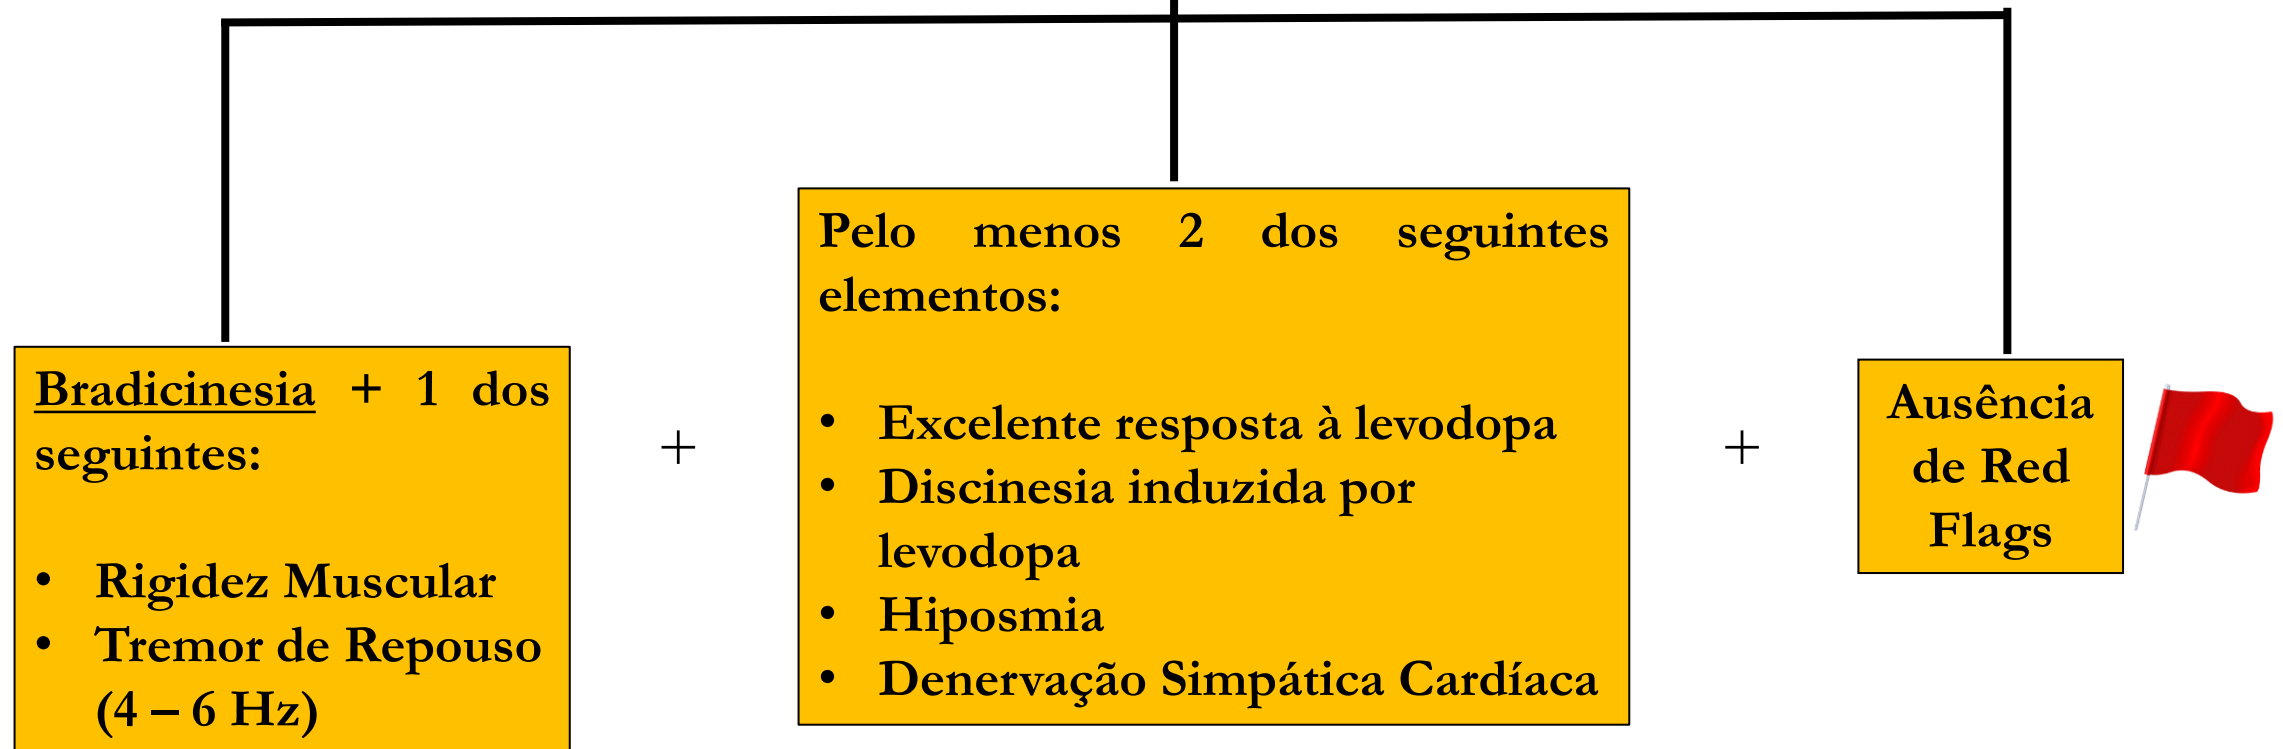 Bradicinesia + 1 dos
seguintes:
• Rigidez Muscular
• Tremor de Repouso
(4 – 6 Hz)
+
Pelo menos 2 dos seguintes
elementos:
• Excelente resposta à levodopa
• Discinesia induzida por
levodopa
• Hiposmia
• Denervação Simpática Cardíaca
+
Ausência
de Red
Flags